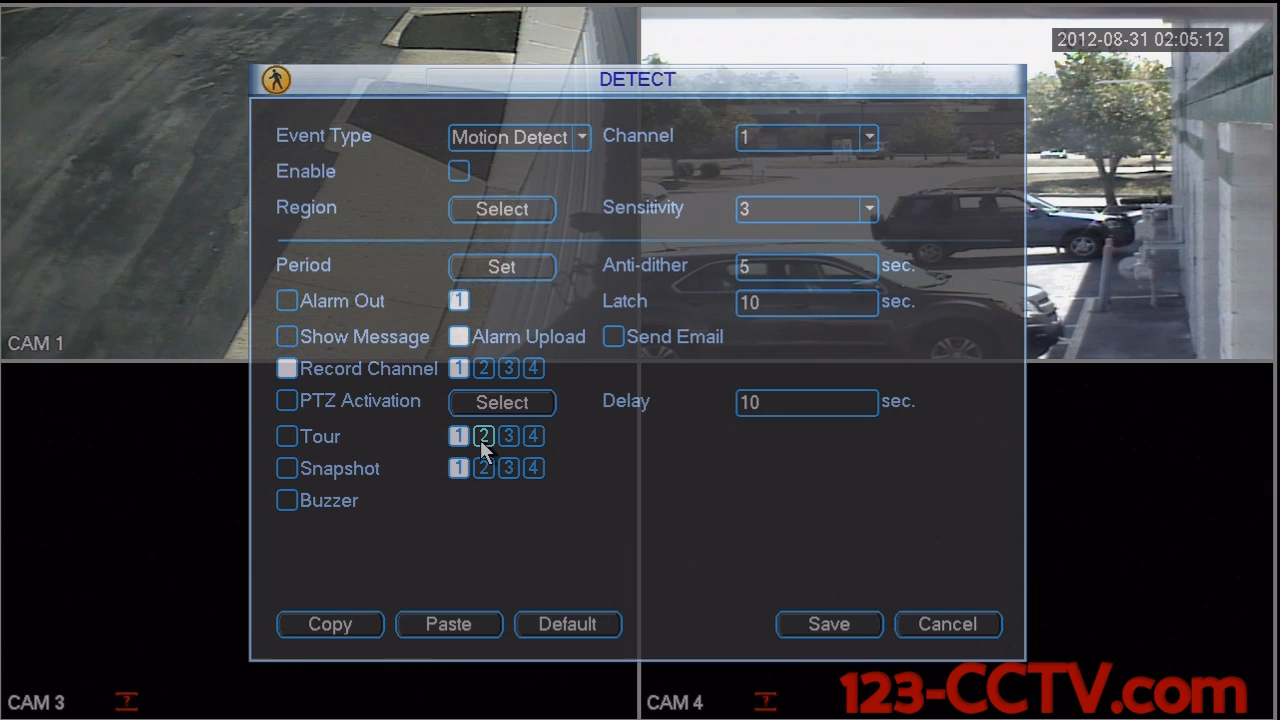 2012-08-31 02:05:12
DETECT
Event Type Motion Detect Channel 1
Enable
Region Select Sensitivity 3
Period Set Anti-dither 5 sec.
Alarm Out 1 Latch 10 sec.
Show Message Alarm Upload Send Email
CAM 1
Record Channel 1 2 3 4
PTZ Activation Select Delay 10 sec.
Tour 1 2 3 4
Snapshot 1 2 3 4
Buzzer
Copy Paste Default Save Cancel
CAM 3 ? CAM 4 ?
123-CCTV.com